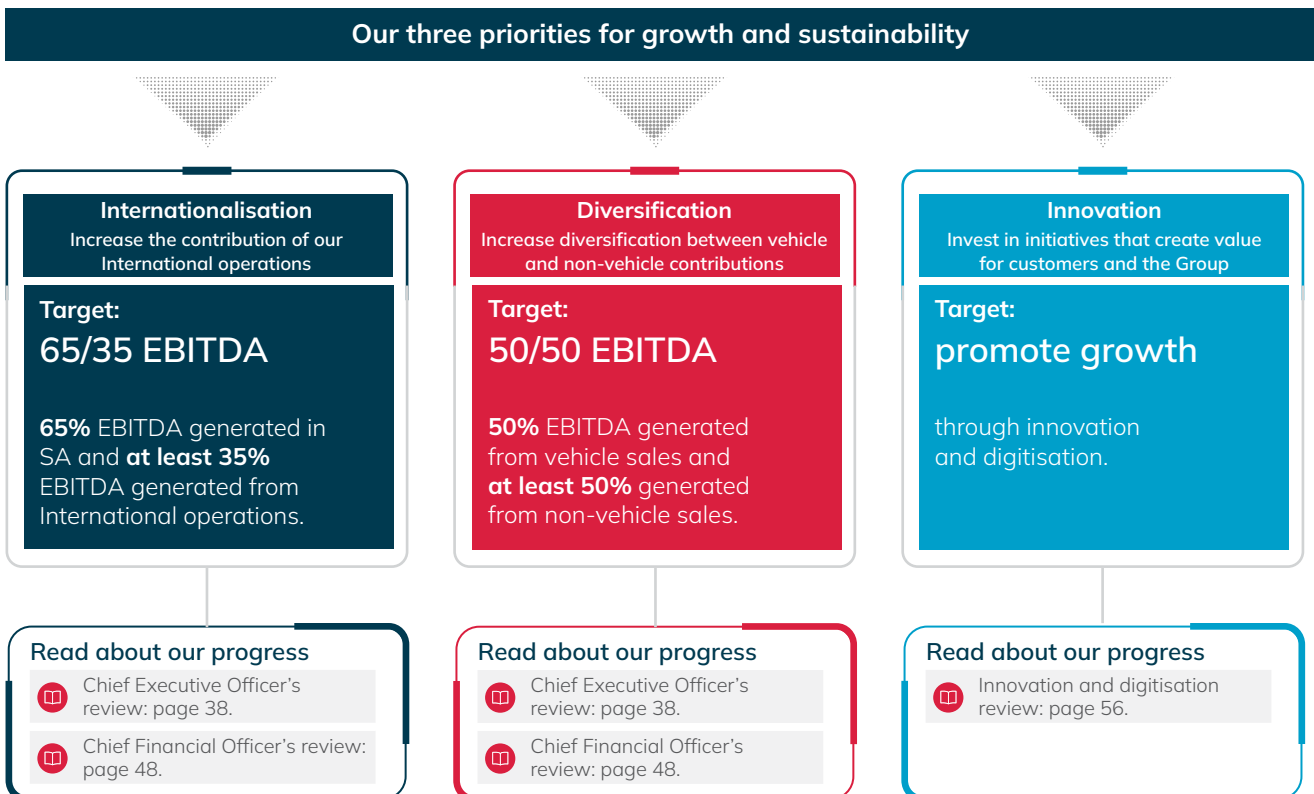 Our three priorities for growth and sustainability
Internationalisation
Increase the contribution of our
International operations
Target:
65/35 EBITDA
65% EBITDA generated in
SA and at least 35%
EBITDA generated from
International operations.
Read about our progress
Chief Executive Officer's
review: page 38.
Chief Financial Officer's review:
page 48.
Diversification
Increase diversification between vehicle
and non-vehicle contributions
Target:
50/50 EBITDA
50% EBITDA generated
from vehicle sales and
at least 50% generated
from non-vehicle sales.
Read about our progress
Chief Executive Officer's
review: page 38.
Chief Financial Officer's
review: page 48.
Innovation
Invest in initiatives that create value
for customers and the Group
Target:
promote growth
through innovation
and digitisation.
Read about our progress
Innovation and digitisation
review: page 56.